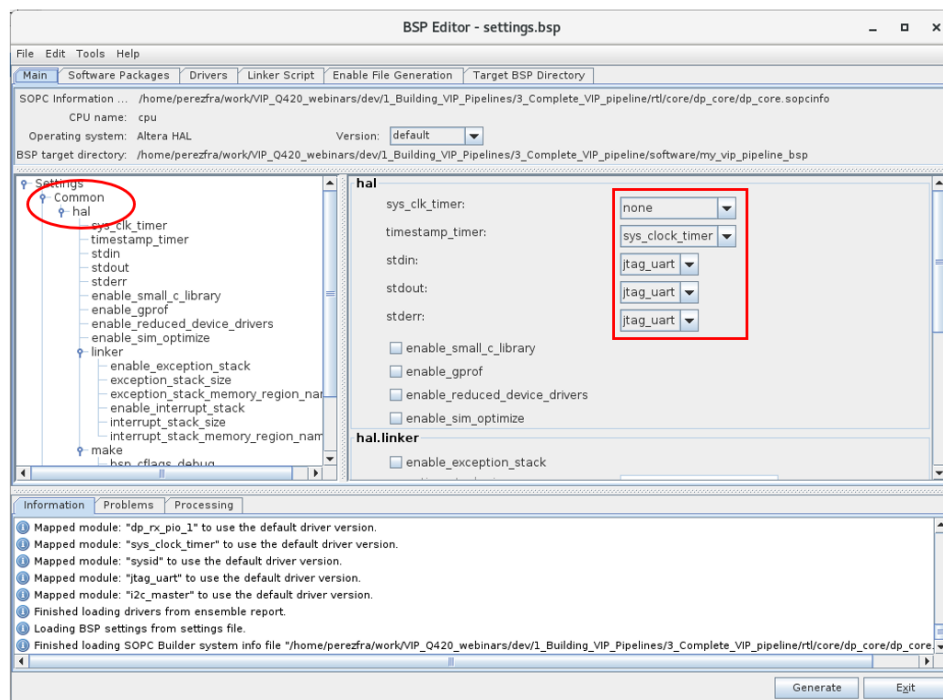 BSP Editor - settings.bsp
File Edit Tools Help
Main Software Packages Drivers Linker Script Enable File Generation Target BSP Directory
SOPC Information ... /home/perezfra/work/VIP_Q420_webinars/dev/1_Building_VIP_Pipelines/3_Complete_VIP_pipeline/rtl/core/dp_core/dp_core.sopcinfo
CPU name: cpu
Operating system: Altera HAL Version: default
BSP target directory: /home/perezfra/work/VIP_Q420_webinars/dev/1_Building_VIP_Pipelines/3_Complete_VIP_pipeline/software/my_vip_pipeline_bsp
Settings
Common
hal
sys_clk_timer
timestamp_timer
stdin
stdout
stderr
enable_small_c_library
enable_gprof
enable_reduced_device_drivers
enable_sim_optimize
linker
enable_exception_stack
exception_stack_size
exception_stack_memory_region_nar
enable_interrupt_stack
interrupt_stack_size
interrupt_stack_memory_region_nam
make
bsp_cflags_debug
hal
sys_clk_timer: none
timestamp_timer: sys_clock_timer
stdin: jtag_uart
stdout: jtag_uart
stderr: jtag_uart
enable_small_c_library
enable_gprof
enable_reduced_device_drivers
enable_sim_optimize
hal.linker
enable_exception_stack
Information Problems Processing
Mapped module: "dp_rx_pio_1" to use the default driver version.
Mapped module: "sys_clock_timer" to use the default driver version.
Mapped module: "sysid" to use the default driver version.
Mapped module: "jtag_uart" to use the default driver version.
Mapped module: "i2c_master" to use the default driver version.
Finished loading drivers from ensemble report.
Loading BSP settings from settings file.
Finished loading SOPC Builder system info file "/home/perezfra/work/VIP_Q420_webinars/dev/1_Building_VIP_Pipelines/3_Complete_VIP_pipeline/rtl/core/dp_core/dp_core.
Generate Exit